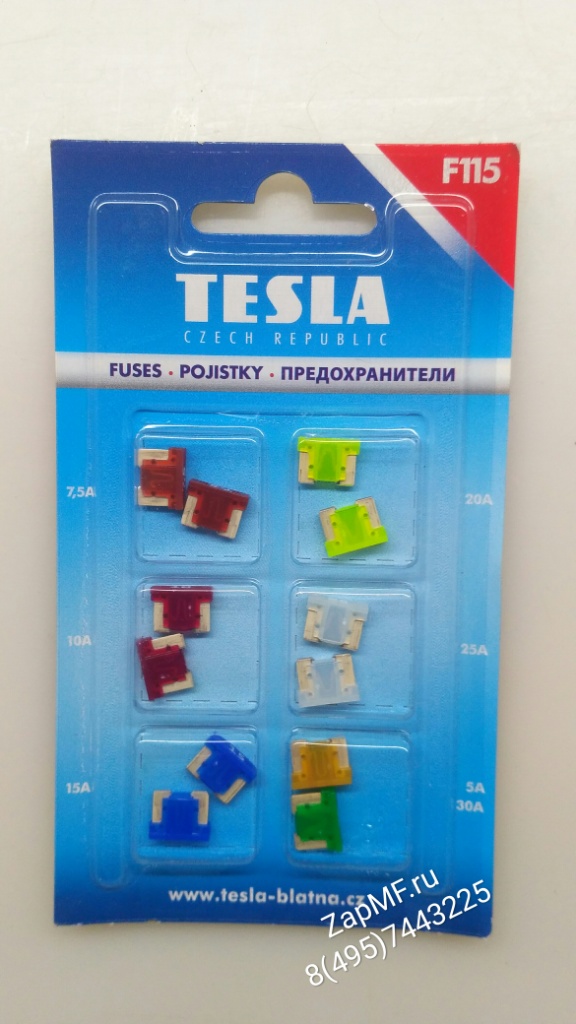 F115
TESLA
CZECH REPUBLIC
FUSES · POJISTKY · ПРЕДОХРАНИТЕЛИ
7,5A
20A
10A
25A
15A
5A
30A
www.tesla-blatna.cz
ZapMF.ru
8(495)7443225